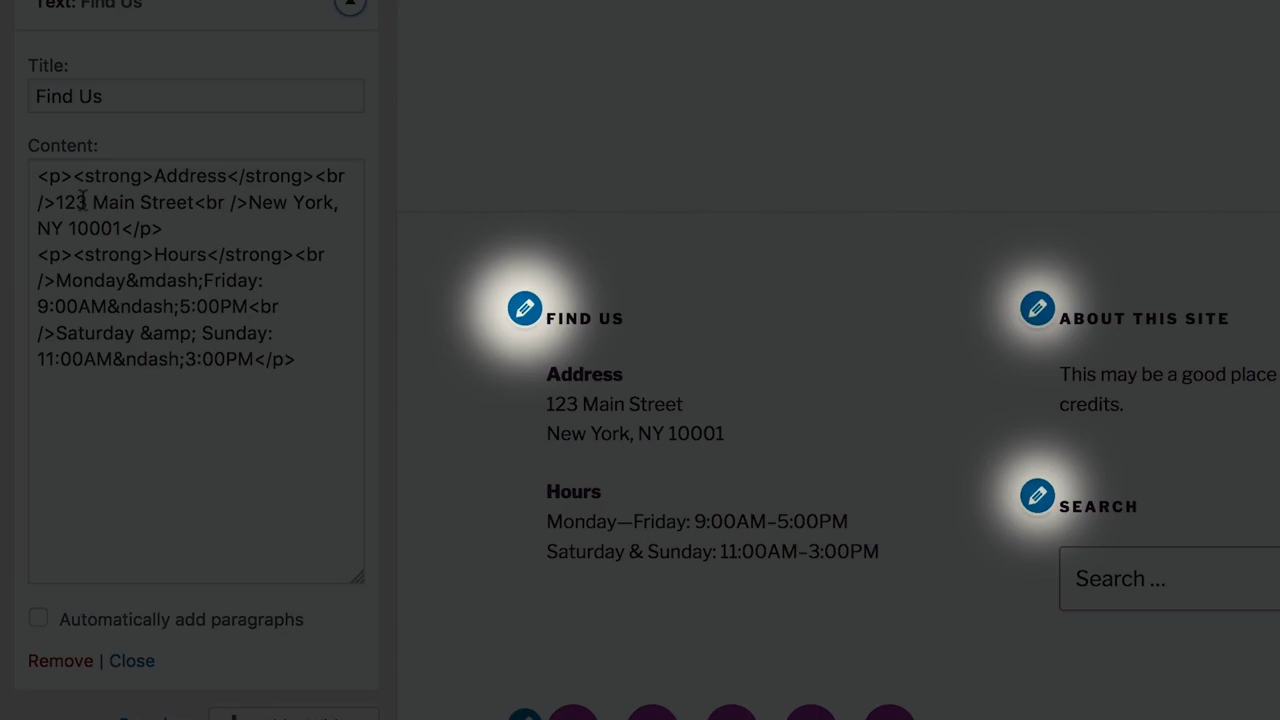 Text: Find Us
Title:
Find Us
Content:
<p><strong>Address</strong><br
/>123 Main Street<br />New York,
NY 10001</p>
<p><strong>Hours</strong><br
/>Monday&mdash;Friday:
9:00AM&ndash;5:00PM<br
/>Saturday &amp; Sunday:
11:00AM&ndash;3:00PM</p>
Automatically add paragraphs
Remove | Close
FIND US
Address
123 Main Street
New York, NY 10001
Hours
Monday—Friday: 9:00AM–5:00PM
Saturday & Sunday: 11:00AM–3:00PM
ABOUT THIS SITE
This may be a good place
credits.
SEARCH
Search ...